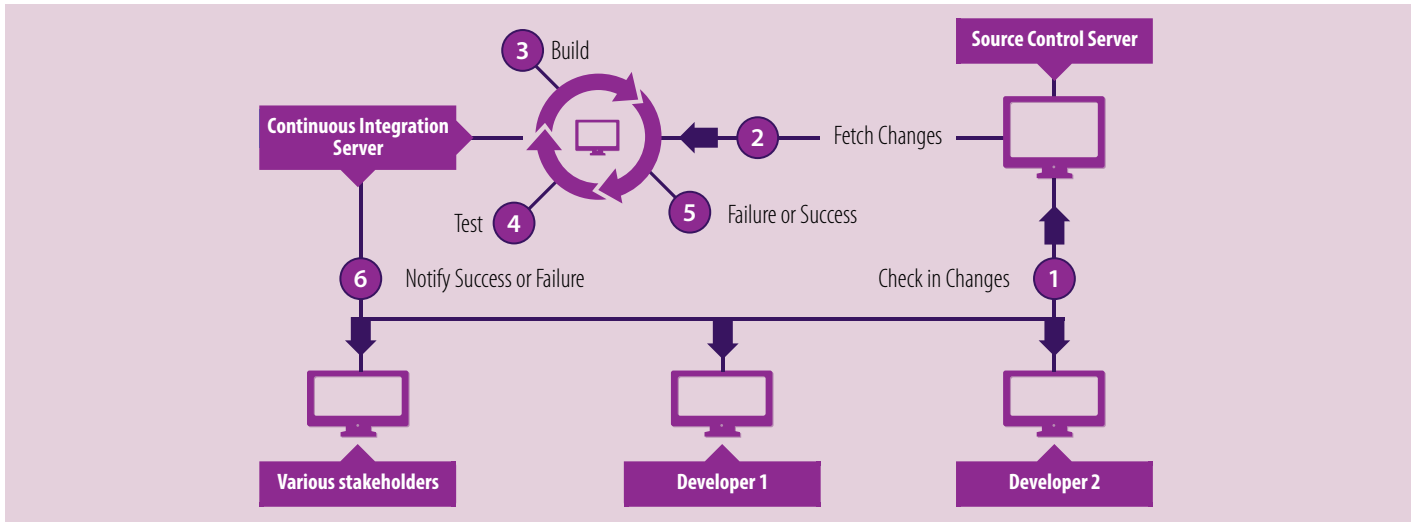 Source Control Server
3 Build
Continuous Integration
Server
2 Fetch Changes
Test 4
5 Failure or Success
6 Notify Success or Failure
Check in Changes 1
Various stakeholders
Developer 1
Developer 2